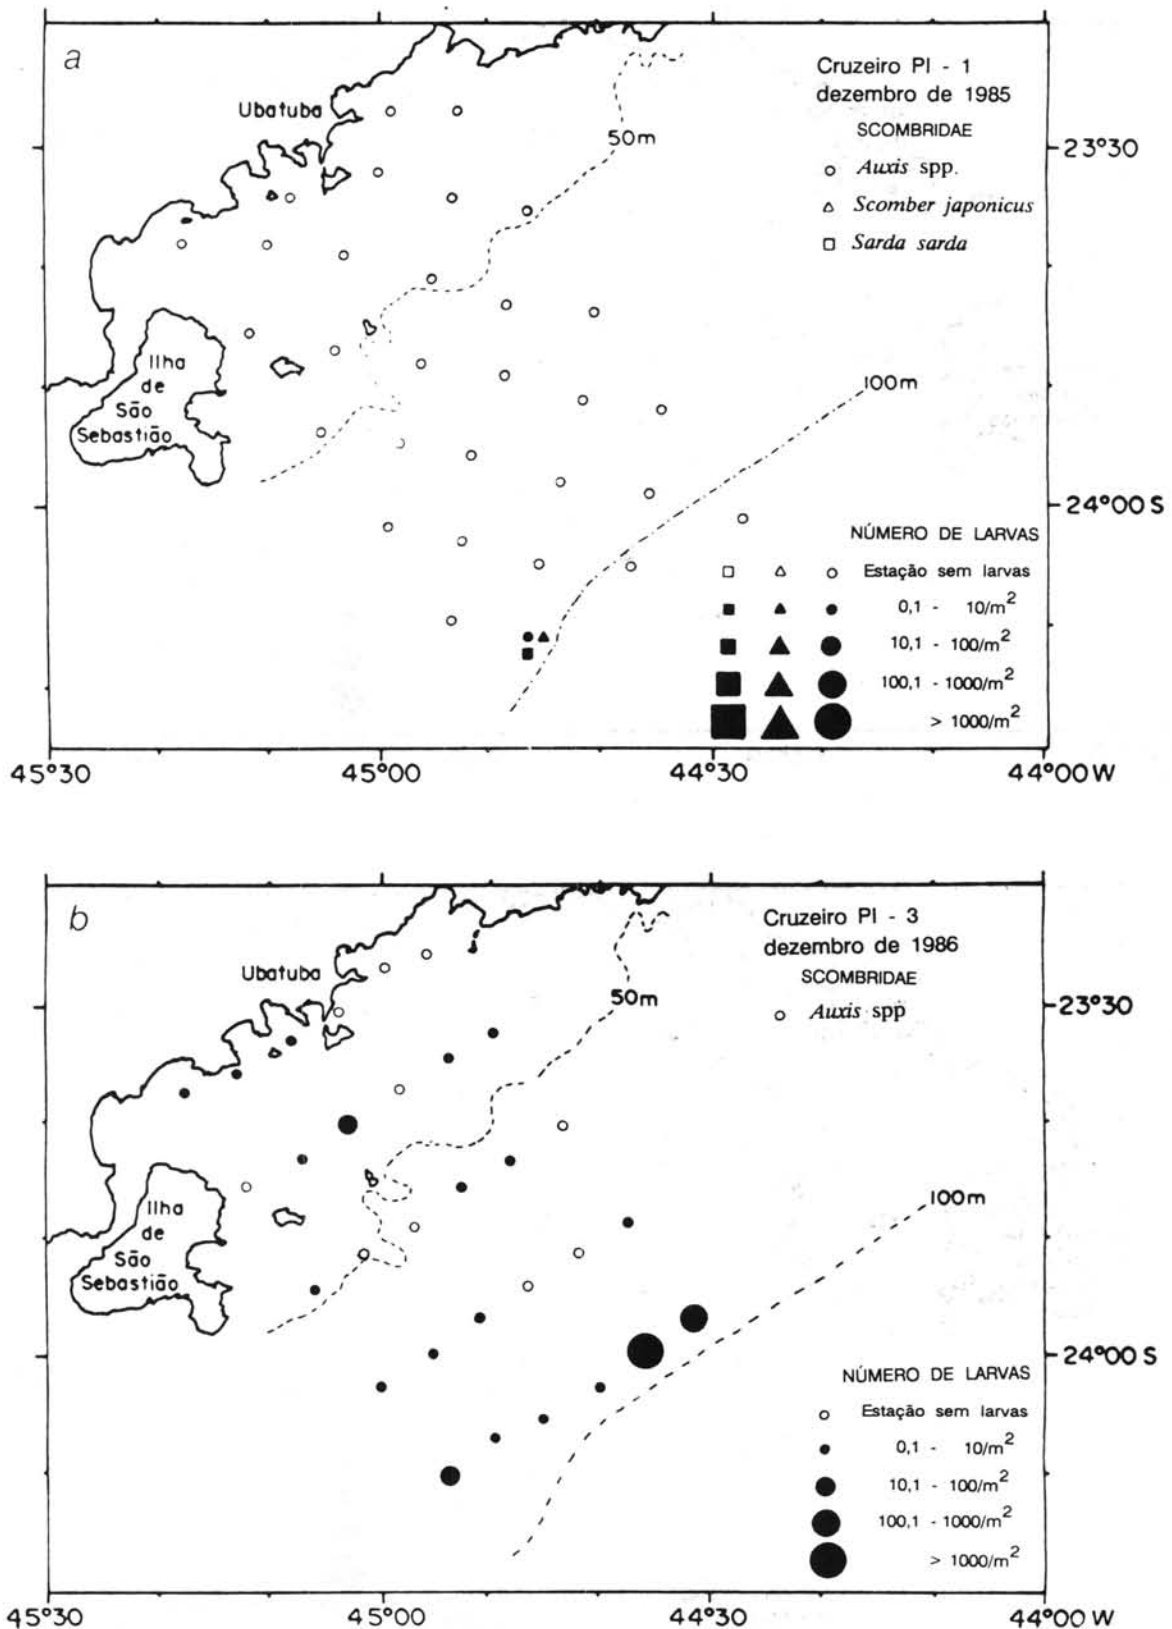 a
Cruzeiro PI - 1
dezembro de 1985
SCOMBRIDAE
Auxis spp.
Scomber japonicus
Sarda sarda
Ubatuba
50m
23°30
Ilha
de
São
Sebastião
100m
24°00 S
NÚMERO DE LARVAS
Estação sem larvas
0,1 - 10/m²
10,1 - 100/m²
100,1 - 1000/m²
> 1000/m²
45°30 45°00 44°30 44°00 W
b
Cruzeiro PI - 3
dezembro de 1986
SCOMBRIDAE
Auxis spp
Ubatuba
50m
23°30
Ilha
de
São
Sebastião
100m
24°00 S
NÚMERO DE LARVAS
Estação sem larvas
0,1 - 10/m²
10,1 - 100/m²
100,1 - 1000/m²
> 1000/m²
45°30 45°00 44°30 44°00 W